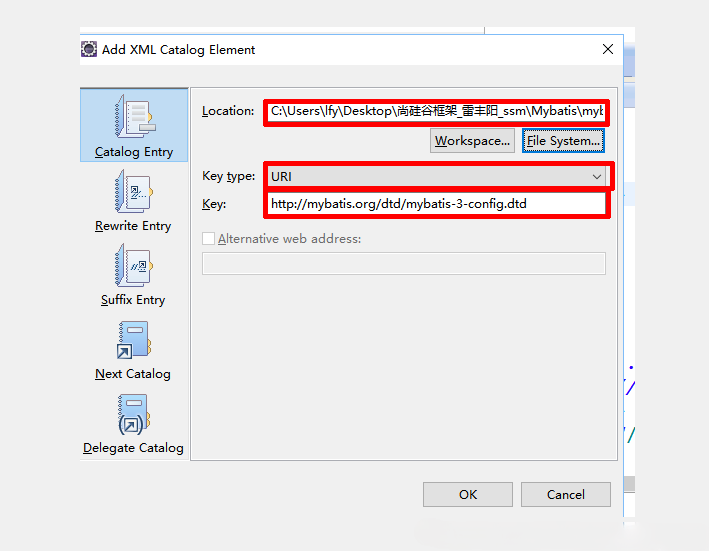 Add XML Catalog Element
Catalog Entry
Rewrite Entry
Suffix Entry
Next Catalog
Delegate Catalog
Location: C:\Users\lfy\Desktop\尚硅谷框架_雷丰阳_ssm\Mybatis\myb
Workspace... File System...
Key type: URI
Key: http://mybatis.org/dtd/mybatis-3-config.dtd
Alternative web address:
OK Cancel